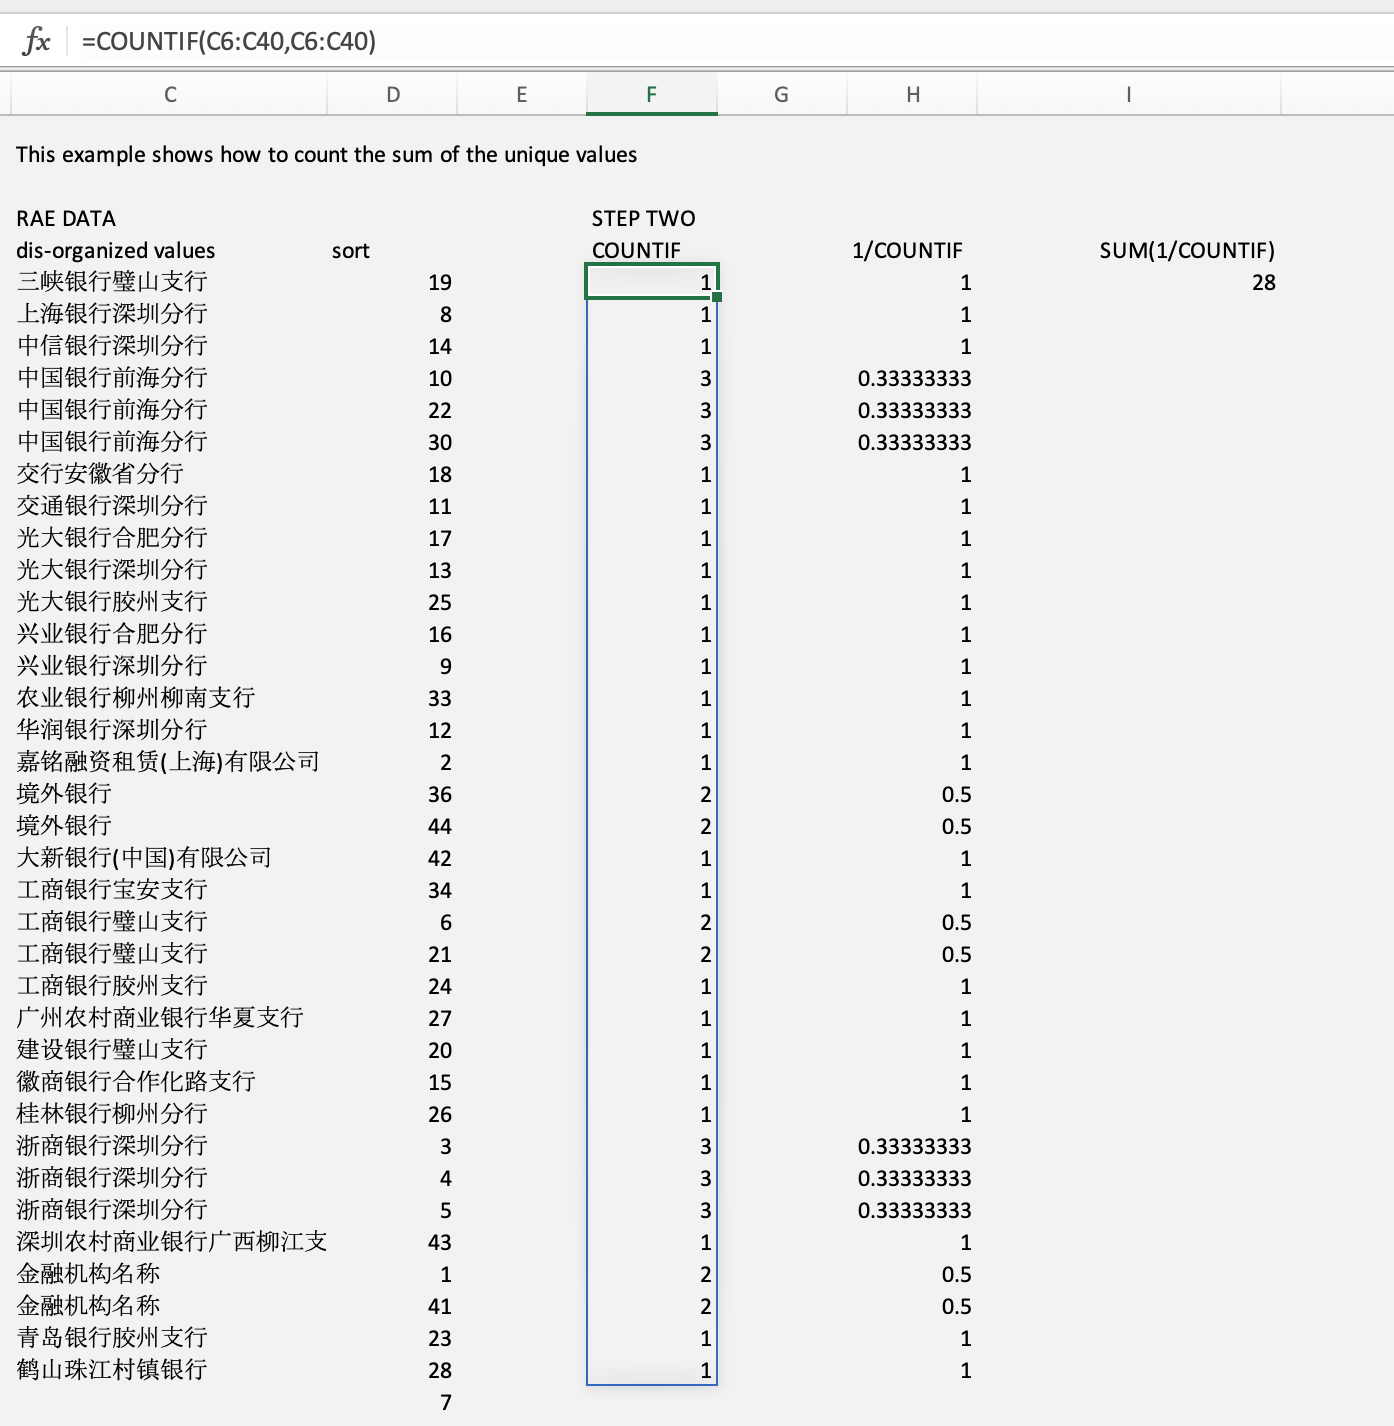 fx =COUNTIF(C6:C40,C6:C40)
C D E F G H I
This example shows how to count the sum of the unique values
RAE DATA STEP TWO
dis-organized values sort COUNTIF 1/COUNTIF SUM(1/COUNTIF)
三峡银行璧山支行 19 1 1 28
上海银行深圳分行 8 1 1
中信银行深圳分行 14 1 1
中国银行前海分行 10 3 0.33333333
中国银行前海分行 22 3 0.33333333
中国银行前海分行 30 3 0.33333333
交行安徽省分行 18 1 1
交通银行深圳分行 11 1 1
光大银行合肥分行 17 1 1
光大银行深圳分行 13 1 1
光大银行胶州支行 25 1 1
兴业银行合肥分行 16 1 1
兴业银行深圳分行 9 1 1
农业银行柳州柳南支行 33 1 1
华润银行深圳分行 12 1 1
嘉铭融资租赁(上海)有限公司 2 1 1
境外银行 36 2 0.5
境外银行 44 2 0.5
大新银行(中国)有限公司 42 1 1
工商银行宝安支行 34 1 1
工商银行璧山支行 6 2 0.5
工商银行璧山支行 21 2 0.5
工商银行胶州支行 24 1 1
广州农村商业银行华夏支行 27 1 1
建设银行璧山支行 20 1 1
徽商银行合作化路支行 15 1 1
桂林银行柳州分行 26 1 1
浙商银行深圳分行 3 3 0.33333333
浙商银行深圳分行 4 3 0.33333333
浙商银行深圳分行 5 3 0.33333333
深圳农村商业银行广西柳江支 43 1 1
金融机构名称 1 2 0.5
金融机构名称 41 2 0.5
青岛银行胶州支行 23 1 1
鹤山珠江村镇银行 28 1 1
7